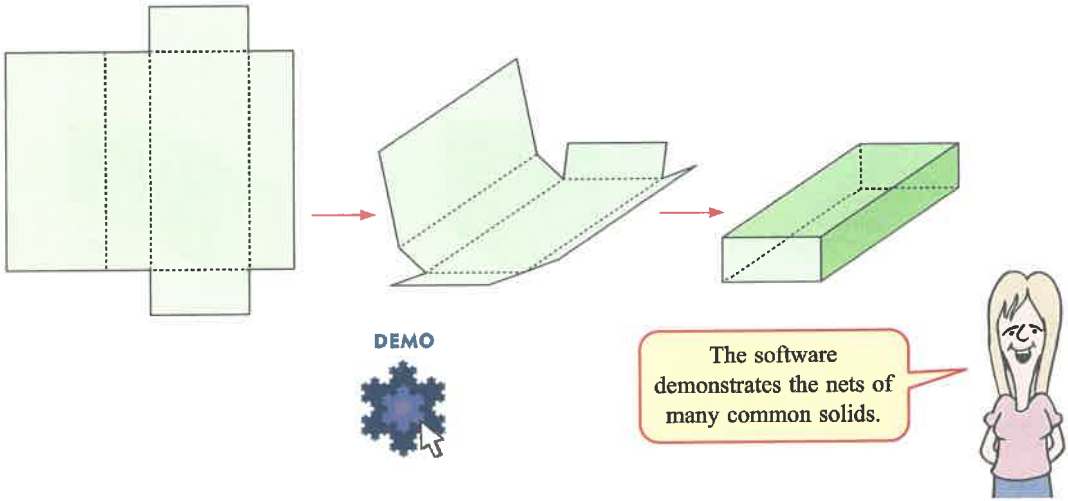 DEMO
The software
demonstrates the nets of
many common solids.